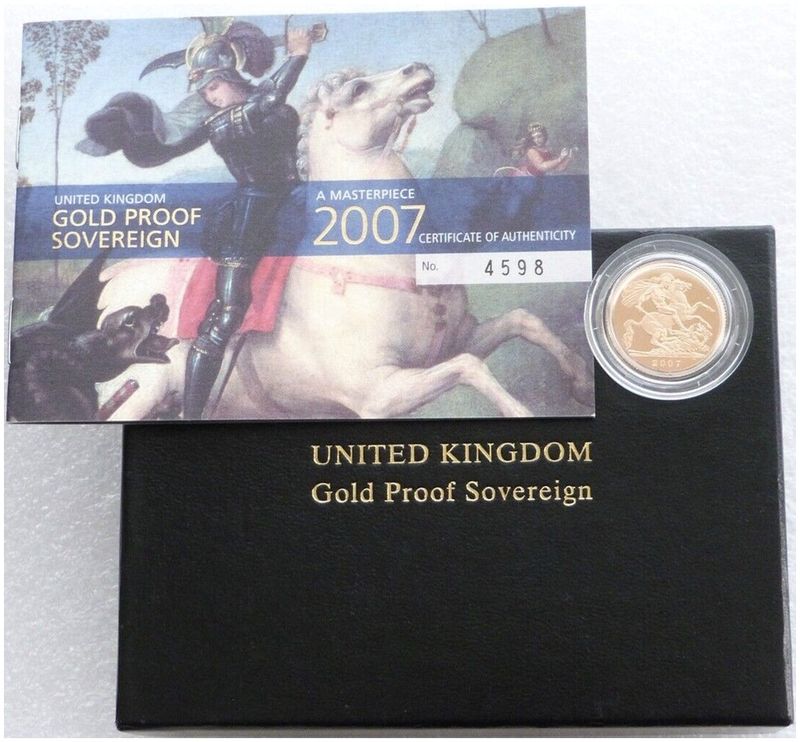 UNITED KINGDOM
GOLD PROOF
SOVEREIGN
A MASTERPIECE
2007 CERTIFICATE OF AUTHENTICITY
No. 4598
2007
UNITED KINGDOM
Gold Proof Sovereign